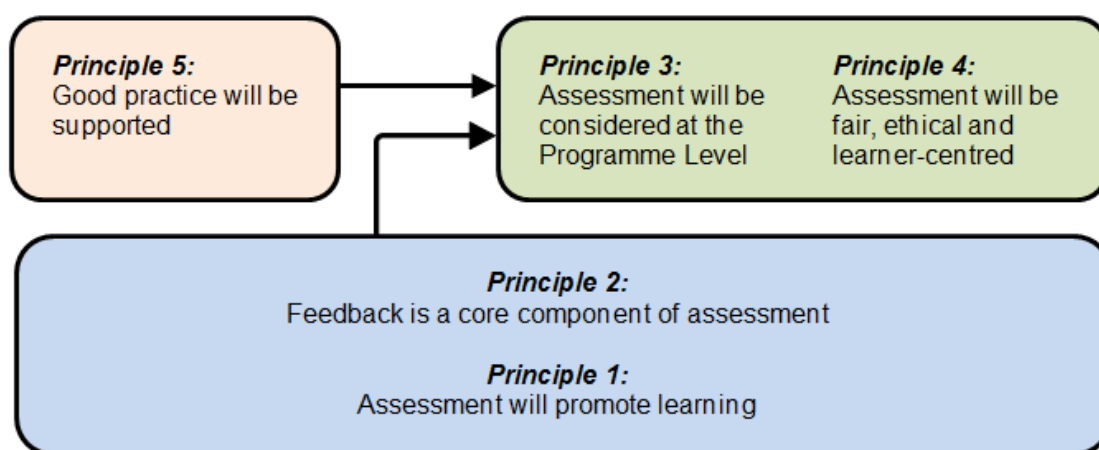 Principle 5:
Good practice will be
supported
Principle 3:
Assessment will be
considered at the
Programme Level
Principle 4:
Assessment will be
fair, ethical and
learner-centred
Principle 2:
Feedback is a core component of assessment
Principle 1:
Assessment will promote learning